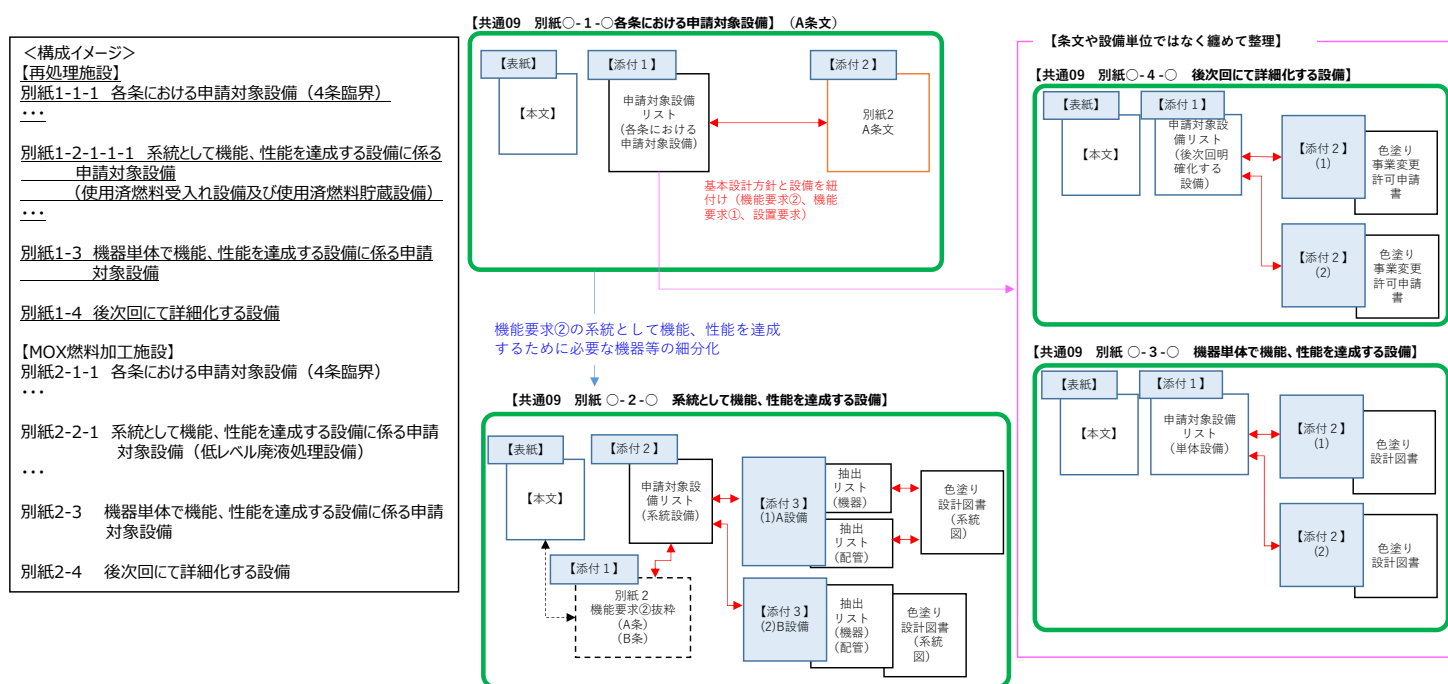 ＜構成イメージ＞
【再処理施設】
別紙1-1-1 各条における申請対象設備（4条臨界）
・・・
別紙1-2-1-1-1 系統として機能、性能を達成する設備に係る
申請対象設備
（使用済燃料受入れ設備及び使用済燃料貯蔵設備）
・・・
別紙1-3 機器単体で機能、性能を達成する設備に係る申請
対象設備
別紙1-4 後次回にて詳細化する設備
【MOX燃料加工施設】
別紙2-1-1 各条における申請対象設備（4条臨界）
・・・
別紙2-2-1 系統として機能、性能を達成する設備に係る申請
対象設備（低レベル廃液処理設備）
・・・
別紙2-3 機器単体で機能、性能を達成する設備に係る申請
対象設備
別紙2-4 後次回にて詳細化する設備
【共通09 別紙○-１-○各条における申請対象設備】（A条文）
【表紙】
【本文】
【添付１】
申請対象設備
リスト
(各条における
申請対象設備)
【添付２】
別紙2
A条文
基本設計方針と設備を紐
付け（機能要求②、機能
要求①、設置要求）
機能要求②の系統として機能、性能を達成
するために必要な機器等の細分化
【共通09 別紙 ○-２-○ 系統として機能、性能を達成する設備】
【表紙】
【本文】
【添付２】
申請対象設
備リスト
(系統設備)
【添付１】
別紙２
機能要求②抜粋
(A条)
(B条)
【添付３】
(1)A設備
抽出
リスト
(機器)
抽出
リスト
(配管)
色塗り
設計図書
(系統
図)
【添付３】
(2)B設備
抽出
リスト
(機器)
(配管)
色塗り
設計図書
(系統
図)
【条文や設備単位ではなく纏めて整理】
【共通09 別紙○-４-○ 後次回にて詳細化する設備】
【表紙】
【本文】
【添付１】
申請対象設
備リスト
(後次回明
確化する
設備)
【添付２】
(1)
色塗り
事業変更
許可申請
書
【添付２】
(2)
色塗り
事業変更
許可申請
書
【共通09 別紙 ○-３-○ 機器単体で機能、性能を達成する設備】
【表紙】
【本文】
【添付１】
申請対象設備
リスト
(単体設備)
【添付２】
(1)
色塗り
設計図書
【添付２】
(2)
色塗り
設計図書